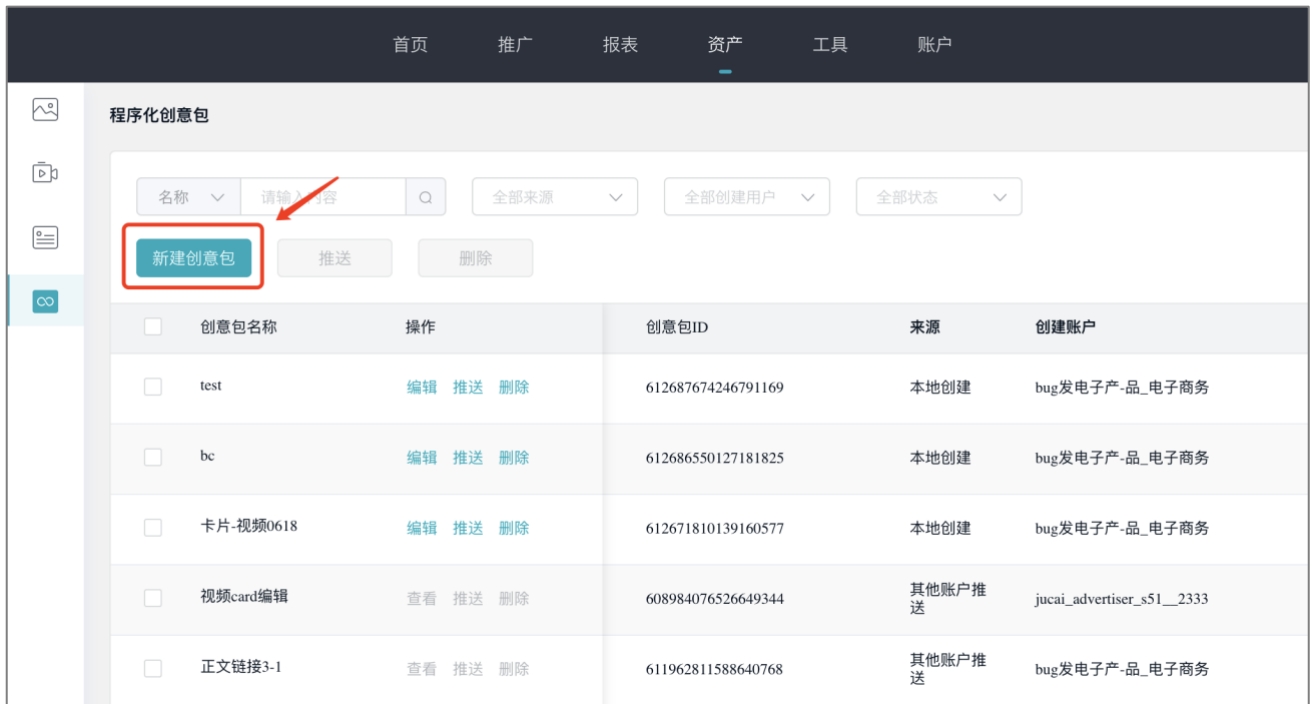 首页 推广 报表 资产 工具 账户
程序化创意包
名称 请输入内容 全部来源 全部创建用户 全部状态
新建创意包 推送 删除
创意包名称 操作 创意包ID 来源 创建账户
test 编辑 推送 删除 612687674246791169 本地创建 bug发电子产-品_电子商务
bc 编辑 推送 删除 612686550127181825 本地创建 bug发电子产-品_电子商务
卡片-视频0618 编辑 推送 删除 612671810139160577 本地创建 bug发电子产-品_电子商务
视频card编辑 查看 推送 删除 608984076526649344 其他账户推
送 jucai_advertiser_s51__2333
正文链接3-1 查看 推送 删除 611962811588640768 其他账户推
送 bug发电子产-品_电子商务